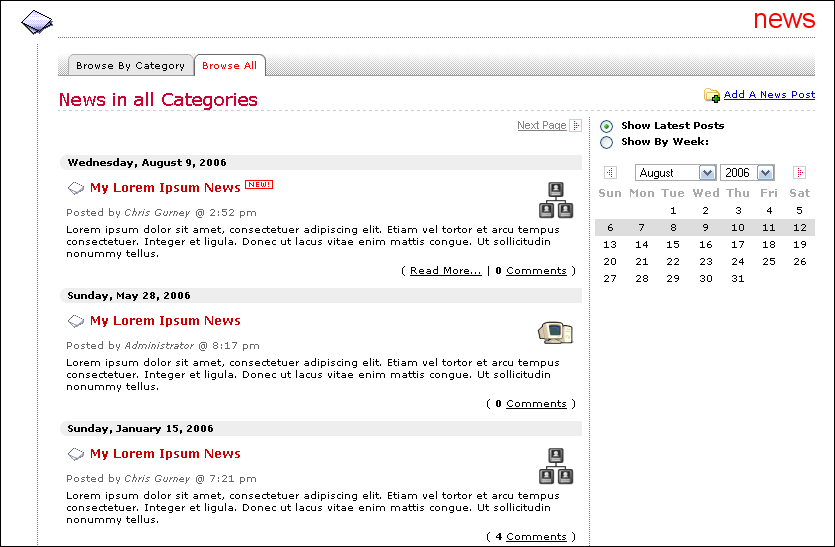 news
Browse By Category Browse All
News in all Categories
Add A News Post
Next Page
Wednesday, August 9, 2006
My Lorem Ipsum News NEW!
Posted by Chris Gurney @ 2:52 pm
Lorem ipsum dolor sit amet, consectetuer adipiscing elit. Etiam vel tortor et arcu tempus
consectetuer. Integer et ligula. Donec ut lacus vitae enim mattis congue. Ut sollicitudin
nonummy tellus.
( Read More... | 0 Comments )
Sunday, May 28, 2006
My Lorem Ipsum News
Posted by Administrator @ 8:17 pm
Lorem ipsum dolor sit amet, consectetuer adipiscing elit. Etiam vel tortor et arcu tempus
consectetuer. Integer et ligula. Donec ut lacus vitae enim mattis congue. Ut sollicitudin
nonummy tellus.
( 0 Comments )
Sunday, January 15, 2006
My Lorem Ipsum News
Posted by Chris Gurney @ 7:21 pm
Lorem ipsum dolor sit amet, consectetuer adipiscing elit. Etiam vel tortor et arcu tempus
consectetuer. Integer et ligula. Donec ut lacus vitae enim mattis congue. Ut sollicitudin
nonummy tellus.
( 4 Comments )
Show Latest Posts
Show By Week:
August 2006
Sun Mon Tue Wed Thu Fri Sat
1 2 3 4 5
6 7 8 9 10 11 12
13 14 15 16 17 18 19
20 21 22 23 24 25 26
27 28 29 30 31